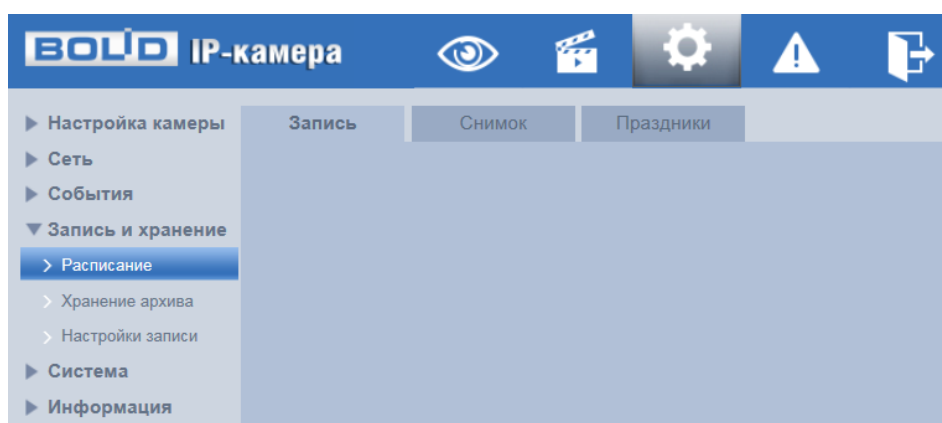 BOLID IP-камера
Настройка камеры
Сеть
События
Запись и хранение
Расписание
Хранение архива
Настройки записи
Система
Информация
Запись Снимок Праздники